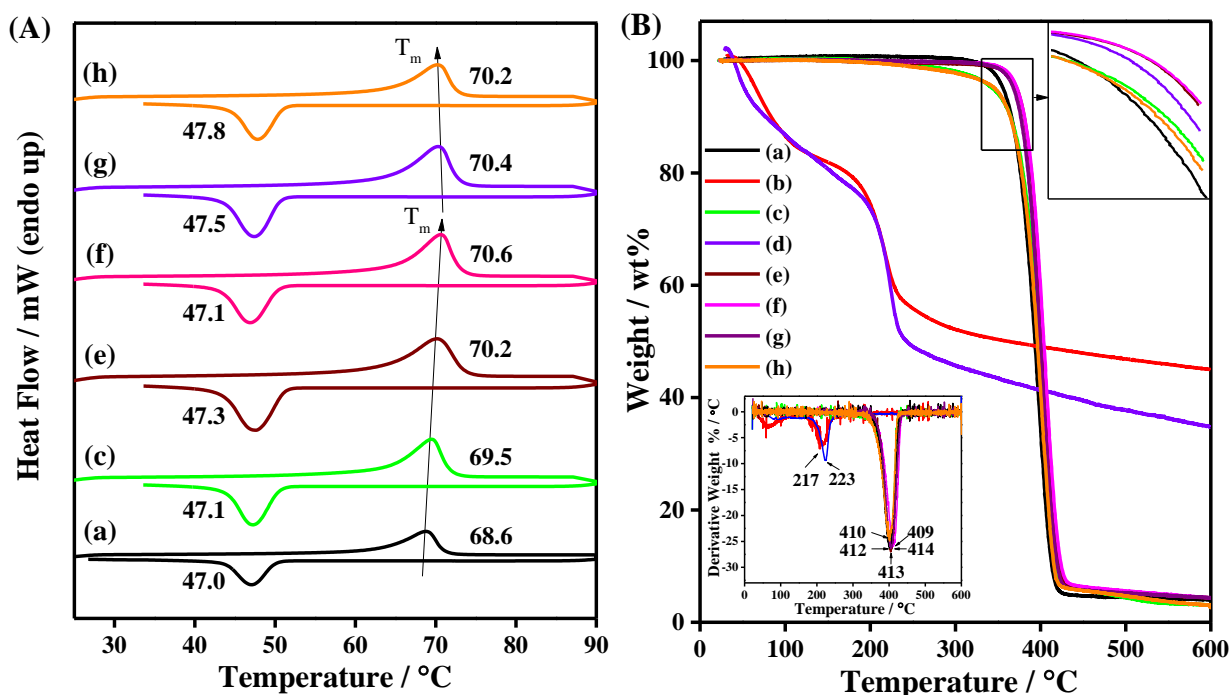 (A)
Heat Flow / mW (endo up)
T_m
(h)
70.2
47.8
(g)
70.4
47.5
T_m
(f)
70.6
47.1
(e)
70.2
47.3
(c)
69.5
47.1
(a)
68.6
47.0
30 40 50 60 70 80 90
Temperature / °C
(B)
Weight / wt%
100
80
60
40
20
0
(a)
(b)
(c)
(d)
(e)
(f)
(g)
(h)
Derivative Weight % / °C
0
-5
-10
-15
-20
-25
-30
217 223
410 409
412 414
413
0 100 200 300 400 500 600
Temperature / °C
0 100 200 300 400 500 600
Temperature / °C